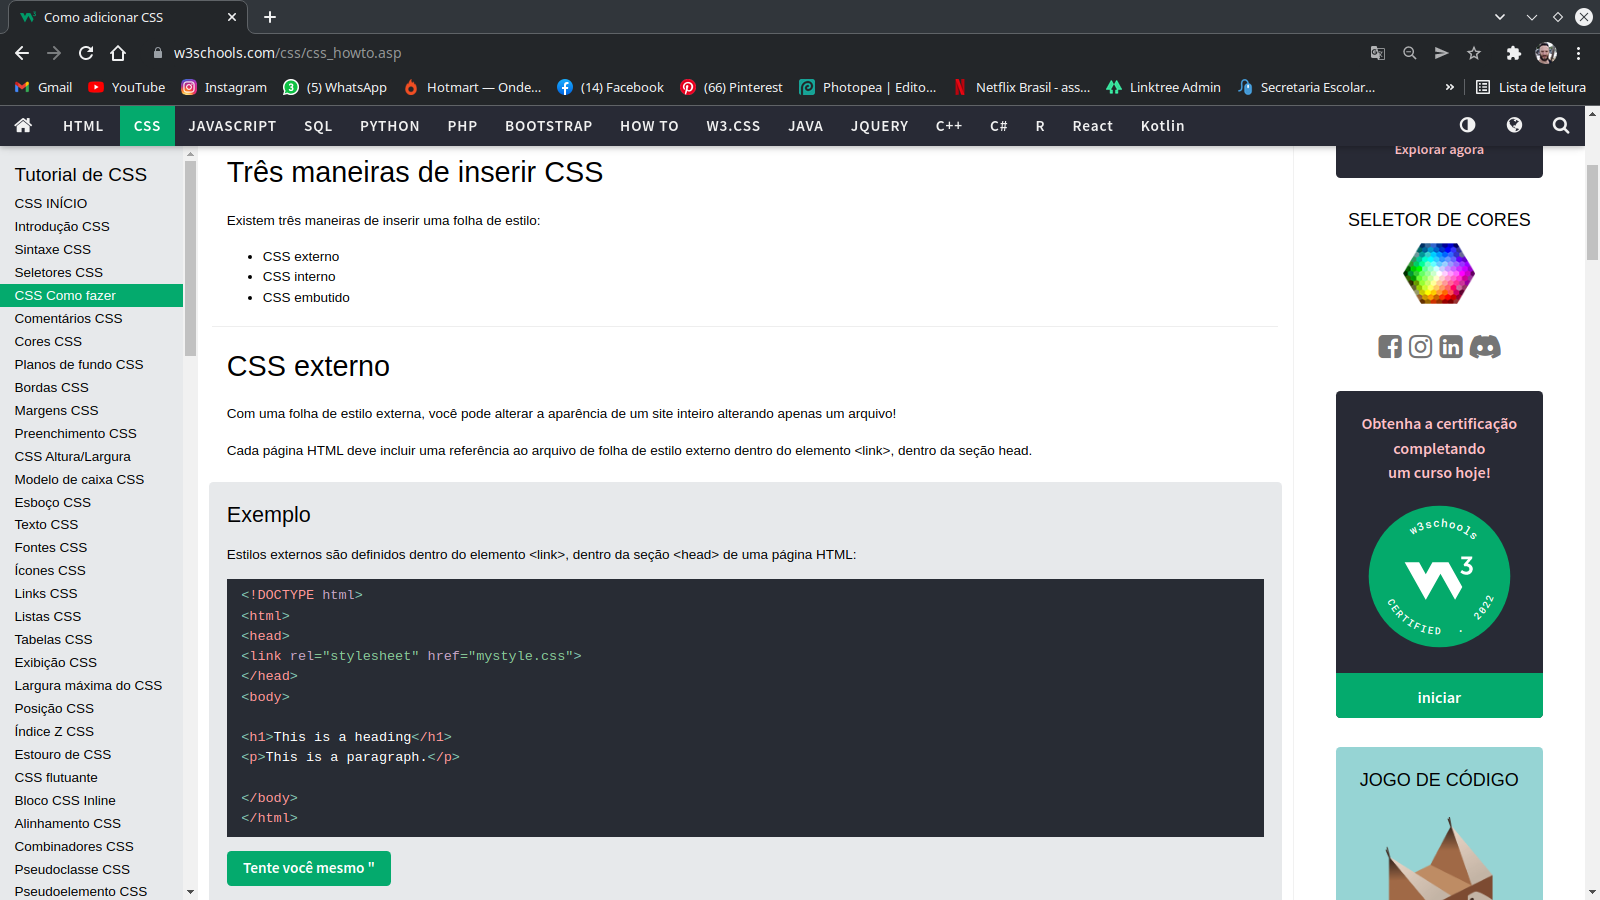 Como adicionar CSS
w3schools.com/css/css_howto.asp
Gmail YouTube Instagram (5) WhatsApp Hotmart — Onde... (14) Facebook (66) Pinterest Photopea | Edito... Netflix Brasil - ass... Linktree Admin Secretaria Escolar... » Lista de leitura
HTML CSS JAVASCRIPT SQL PYTHON PHP BOOTSTRAP HOW TO W3.CSS JAVA JQUERY C++ C# R React Kotlin
Tutorial de CSS
CSS INÍCIO
Introdução CSS
Sintaxe CSS
Seletores CSS
CSS Como fazer
Comentários CSS
Cores CSS
Planos de fundo CSS
Bordas CSS
Margens CSS
Preenchimento CSS
CSS Altura/Largura
Modelo de caixa CSS
Esboço CSS
Texto CSS
Fontes CSS
Ícones CSS
Links CSS
Listas CSS
Tabelas CSS
Exibição CSS
Largura máxima do CSS
Posição CSS
Índice Z CSS
Estouro de CSS
CSS flutuante
Bloco CSS Inline
Alinhamento CSS
Combinadores CSS
Pseudoclasse CSS
Pseudoelemento CSS
Três maneiras de inserir CSS
Existem três maneiras de inserir uma folha de estilo:
• CSS externo
• CSS interno
• CSS embutido
CSS externo
Com uma folha de estilo externa, você pode alterar a aparência de um site inteiro alterando apenas um arquivo!
Cada página HTML deve incluir uma referência ao arquivo de folha de estilo externo dentro do elemento <link>, dentro da seção head.
Exemplo
Estilos externos são definidos dentro do elemento <link>, dentro da seção <head> de uma página HTML:
<!DOCTYPE html>
<html>
<head>
<link rel="stylesheet" href="mystyle.css">
</head>
<body>
<h1>This is a heading</h1>
<p>This is a paragraph.</p>
</body>
</html>
Tente você mesmo "
Explorar agora
SELETOR DE CORES
Obtenha a certificação
completando
um curso hoje!
w3schools
3
CERTIFIED . 2022
iniciar
JOGO DE CÓDIGO